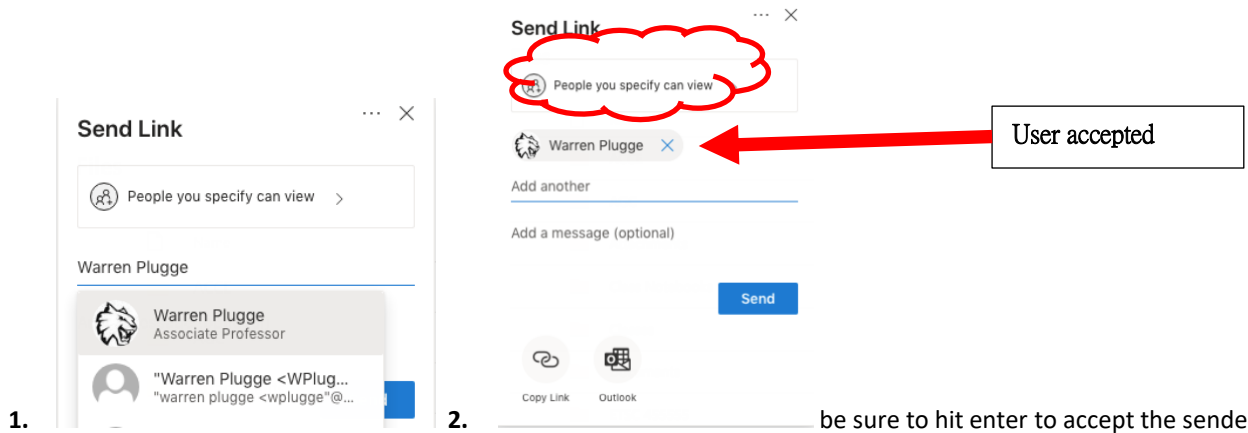 Send Link
People you specify can view
Warren Plugge
Warren Plugge
Associate Professor
"Warren Plugge <WPlug...
"warren plugge <wplugge"@...
1.
Send Link
People you specify can view
Warren Plugge
User accepted
Add another
Add a message (optional)
Send
Copy Link
Outlook
2.
be sure to hit enter to accept the sende